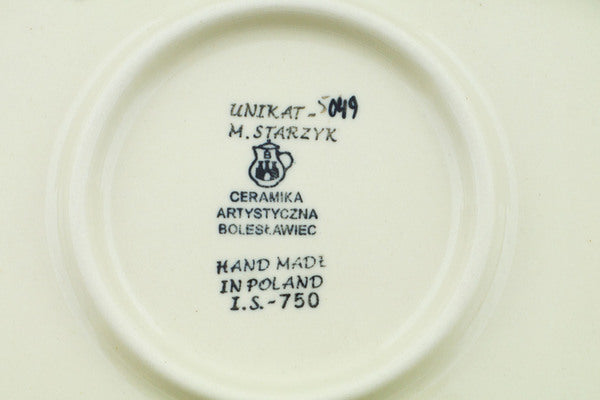 UNIKAT-5049
M. STARZYK
CERAMIKA
ARTYSTYCZNA
BOLESŁAWIEC
HAND MADE
IN POLAND
I.S.-750